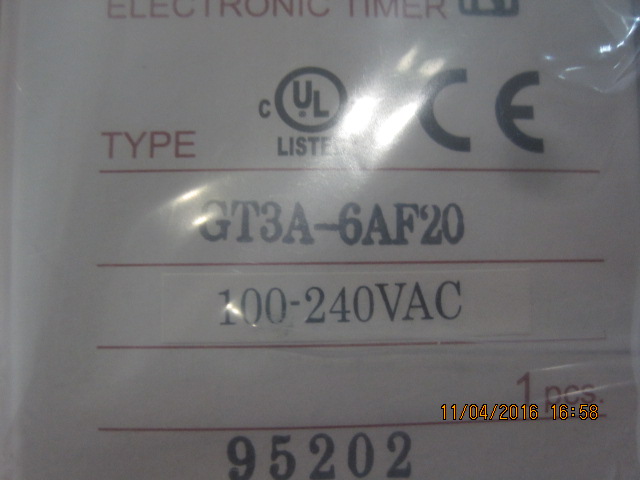 ELECTRONIC TIMER
C UL
LISTED CE
TYPE
GT3A-6AF20
100-240VAC
1 pcs.
11/04/2016 16:58
95202